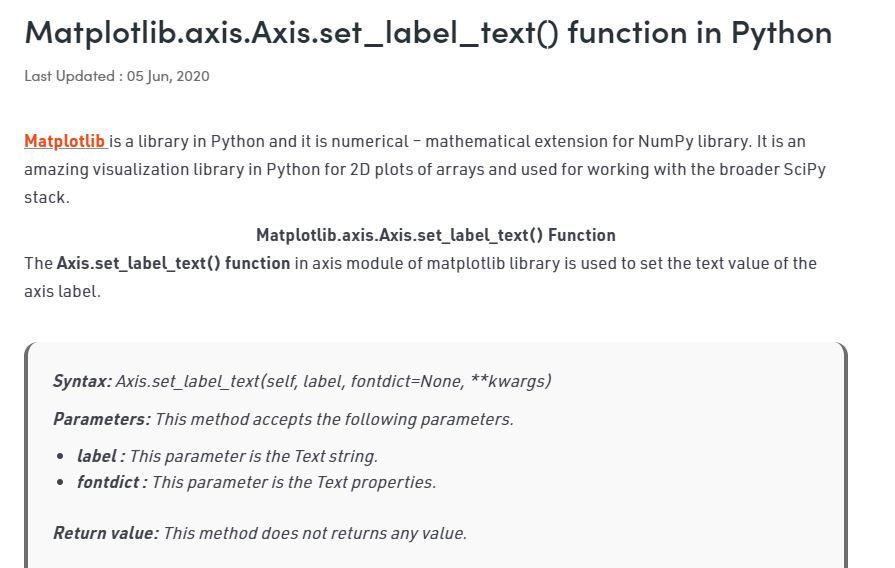 Matplotlib.axis.Axis.set_label_text() function in Python
Last Updated : 05 Jun, 2020
Matplotlib is a library in Python and it is numerical – mathematical extension for NumPy library. It is an
amazing visualization library in Python for 2D plots of arrays and used for working with the broader SciPy
stack.
Matplotlib.axis.Axis.set_label_text() Function
The Axis.set_label_text() function in axis module of matplotlib library is used to set the text value of the
axis label.
Syntax: Axis.set_label_text(self, label, fontdict=None, **kwargs)
Parameters: This method accepts the following parameters.
• label : This parameter is the Text string.
• fontdict : This parameter is the Text properties.
Return value: This method does not returns any value.